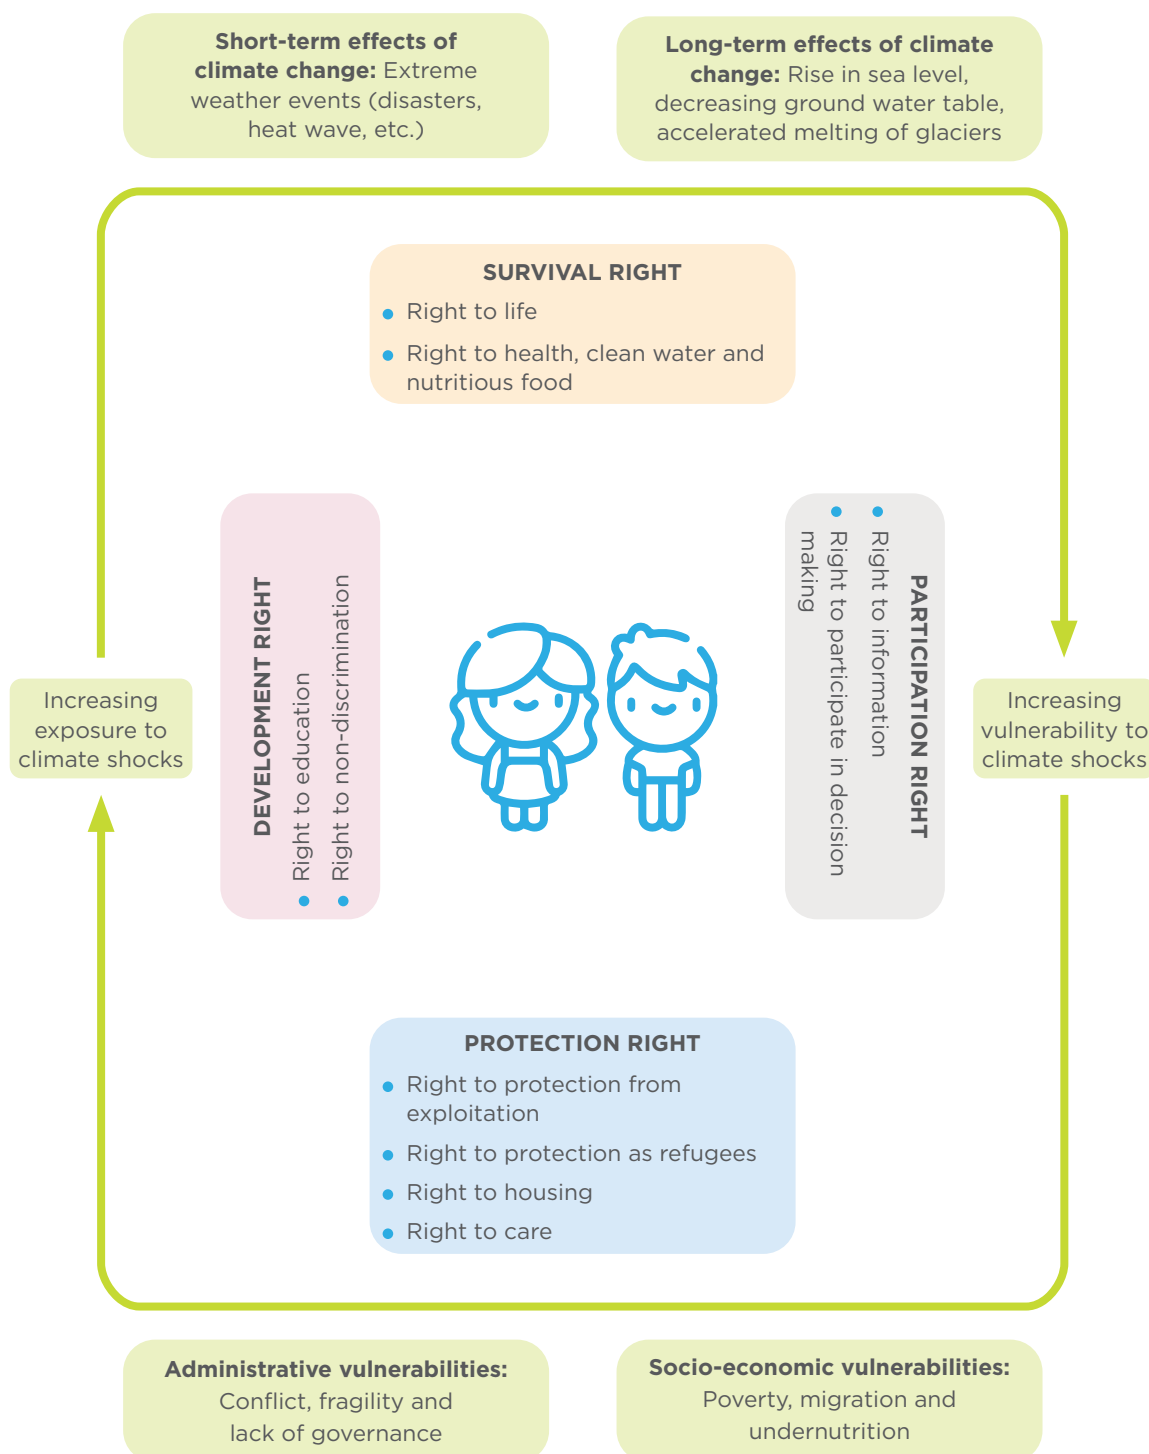 Short-term effects of
climate change: Extreme
weather events (disasters,
heat wave, etc.)
Long-term effects of climate
change: Rise in sea level,
decreasing ground water table,
accelerated melting of glaciers
SURVIVAL RIGHT
Right to life
Right to health, clean water and
nutritious food
DEVELOPMENT RIGHT
Right to education
Right to non-discrimination
PARTICIPATION RIGHT
Right to information
Right to participate in decision
making
Increasing
exposure to
climate shocks
Increasing
vulnerability to
climate shocks
PROTECTION RIGHT
Right to protection from
exploitation
Right to protection as refugees
Right to housing
Right to care
Administrative vulnerabilities:
Conflict, fragility and
lack of governance
Socio-economic vulnerabilities:
Poverty, migration and
undernutrition